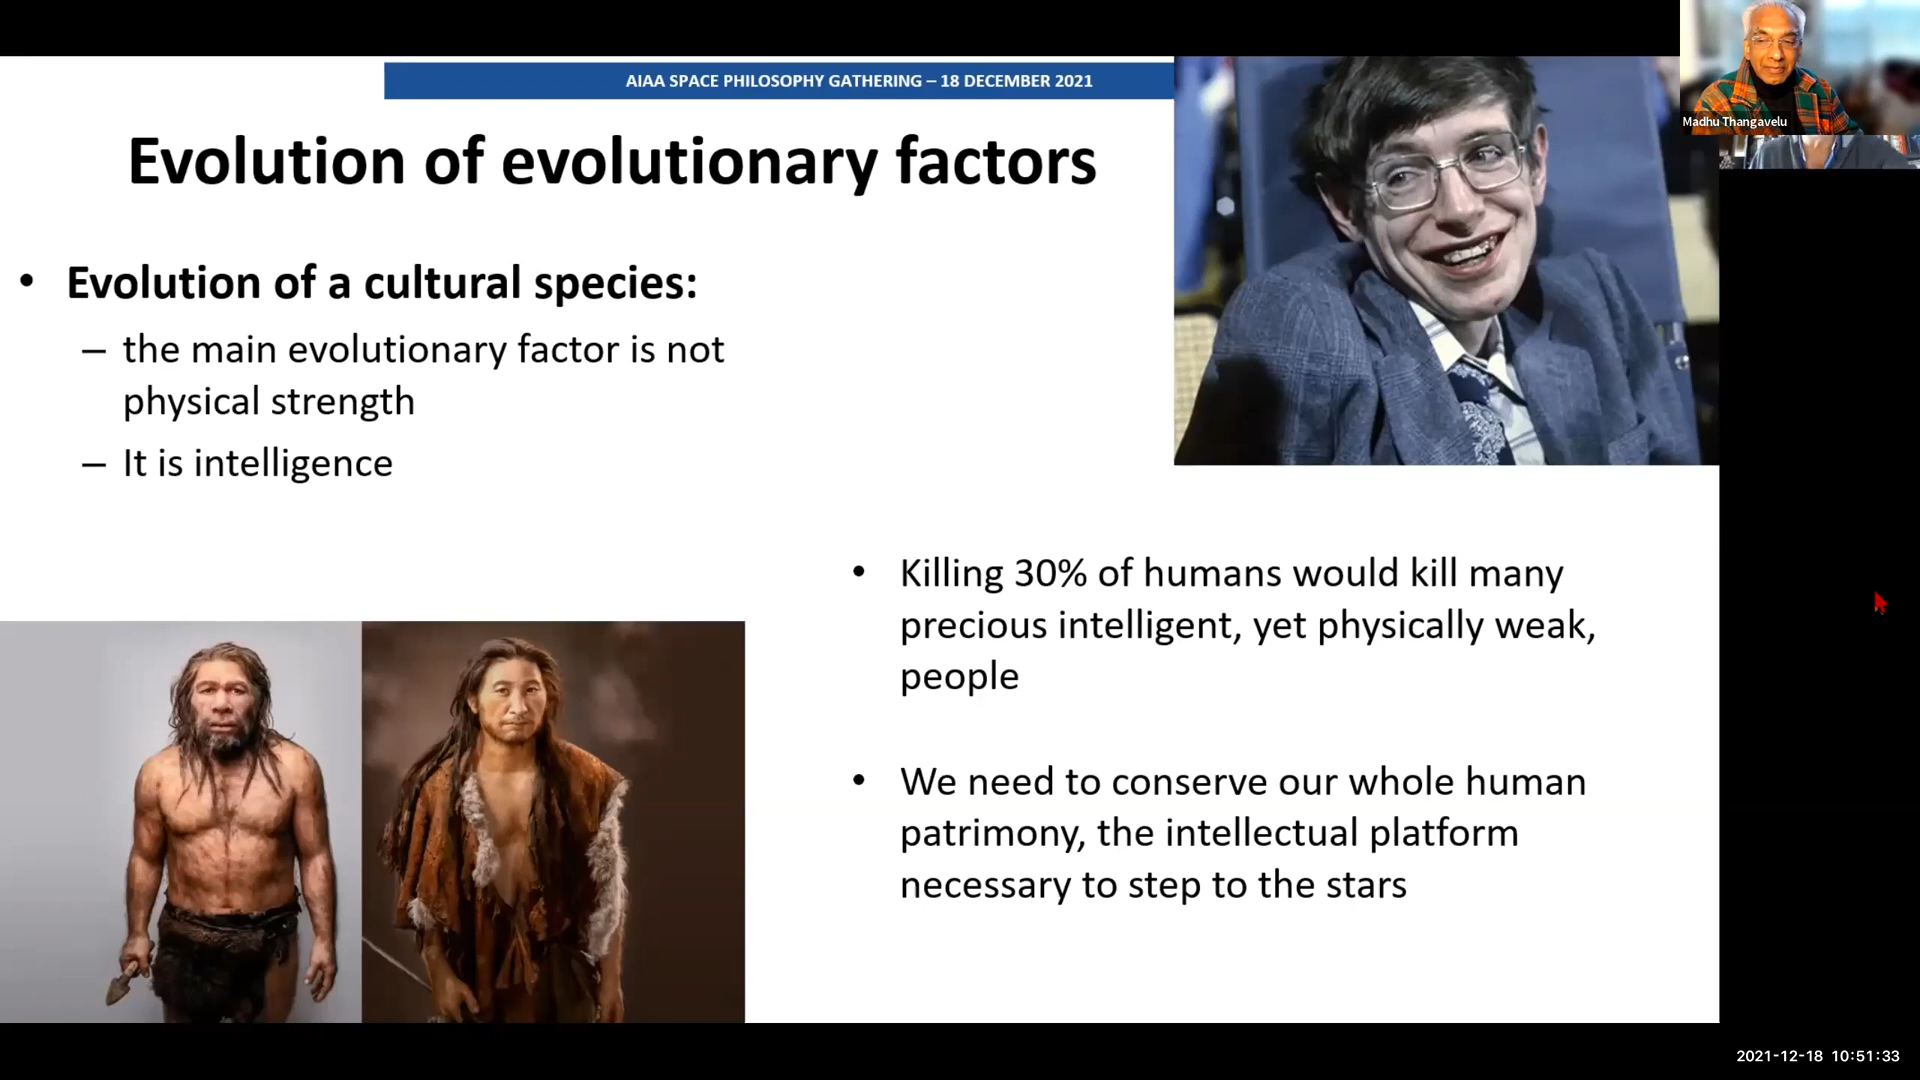 AIAA SPACE PHILOSOPHY GATHERING – 18 DECEMBER 2021
Madhu Thangavelu
Evolution of evolutionary factors
• Evolution of a cultural species:
– the main evolutionary factor is not
physical strength
– It is intelligence
• Killing 30% of humans would kill many
precious intelligent, yet physically weak,
people
• We need to conserve our whole human
patrimony, the intellectual platform
necessary to step to the stars
2021-12-18 10:51:33